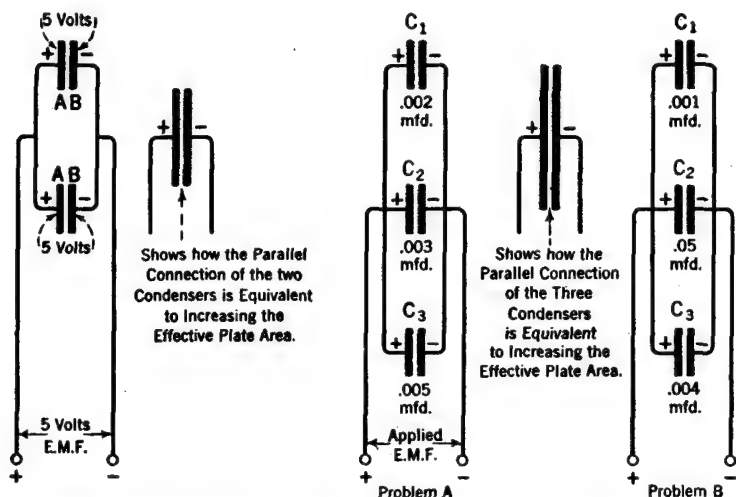 5 Volts
+ −
A B
A B
+ −
5 Volts
5 Volts
E.M.F.
+ −
+ −
Shows how the Parallel
Connection of the two
Condensers is Equivalent
to Increasing the
Effective Plate Area.
C1
+ −
.002
mfd.
C2
+ −
.003
mfd.
C3
+ −
.005
mfd.
Applied
E.M.F.
+ −
Problem A
+ −
Shows how the
Parallel Connection
of the Three
Condensers
is Equivalent
to Increasing the
Effective Plate Area.
C1
+ −
.001
mfd.
C2
+ −
.05
mfd.
C3
+ −
.004
mfd.
+ −
Problem B